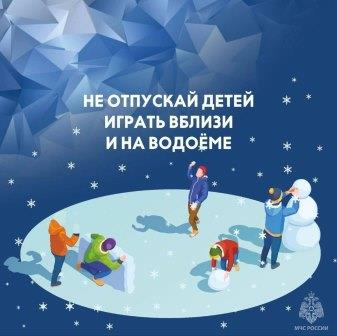 НЕ ОТПУСКАЙ ДЕТЕЙ
ИГРАТЬ ВБЛИЗИ
И НА ВОДОЁМЕ
МЧС РОССИИ